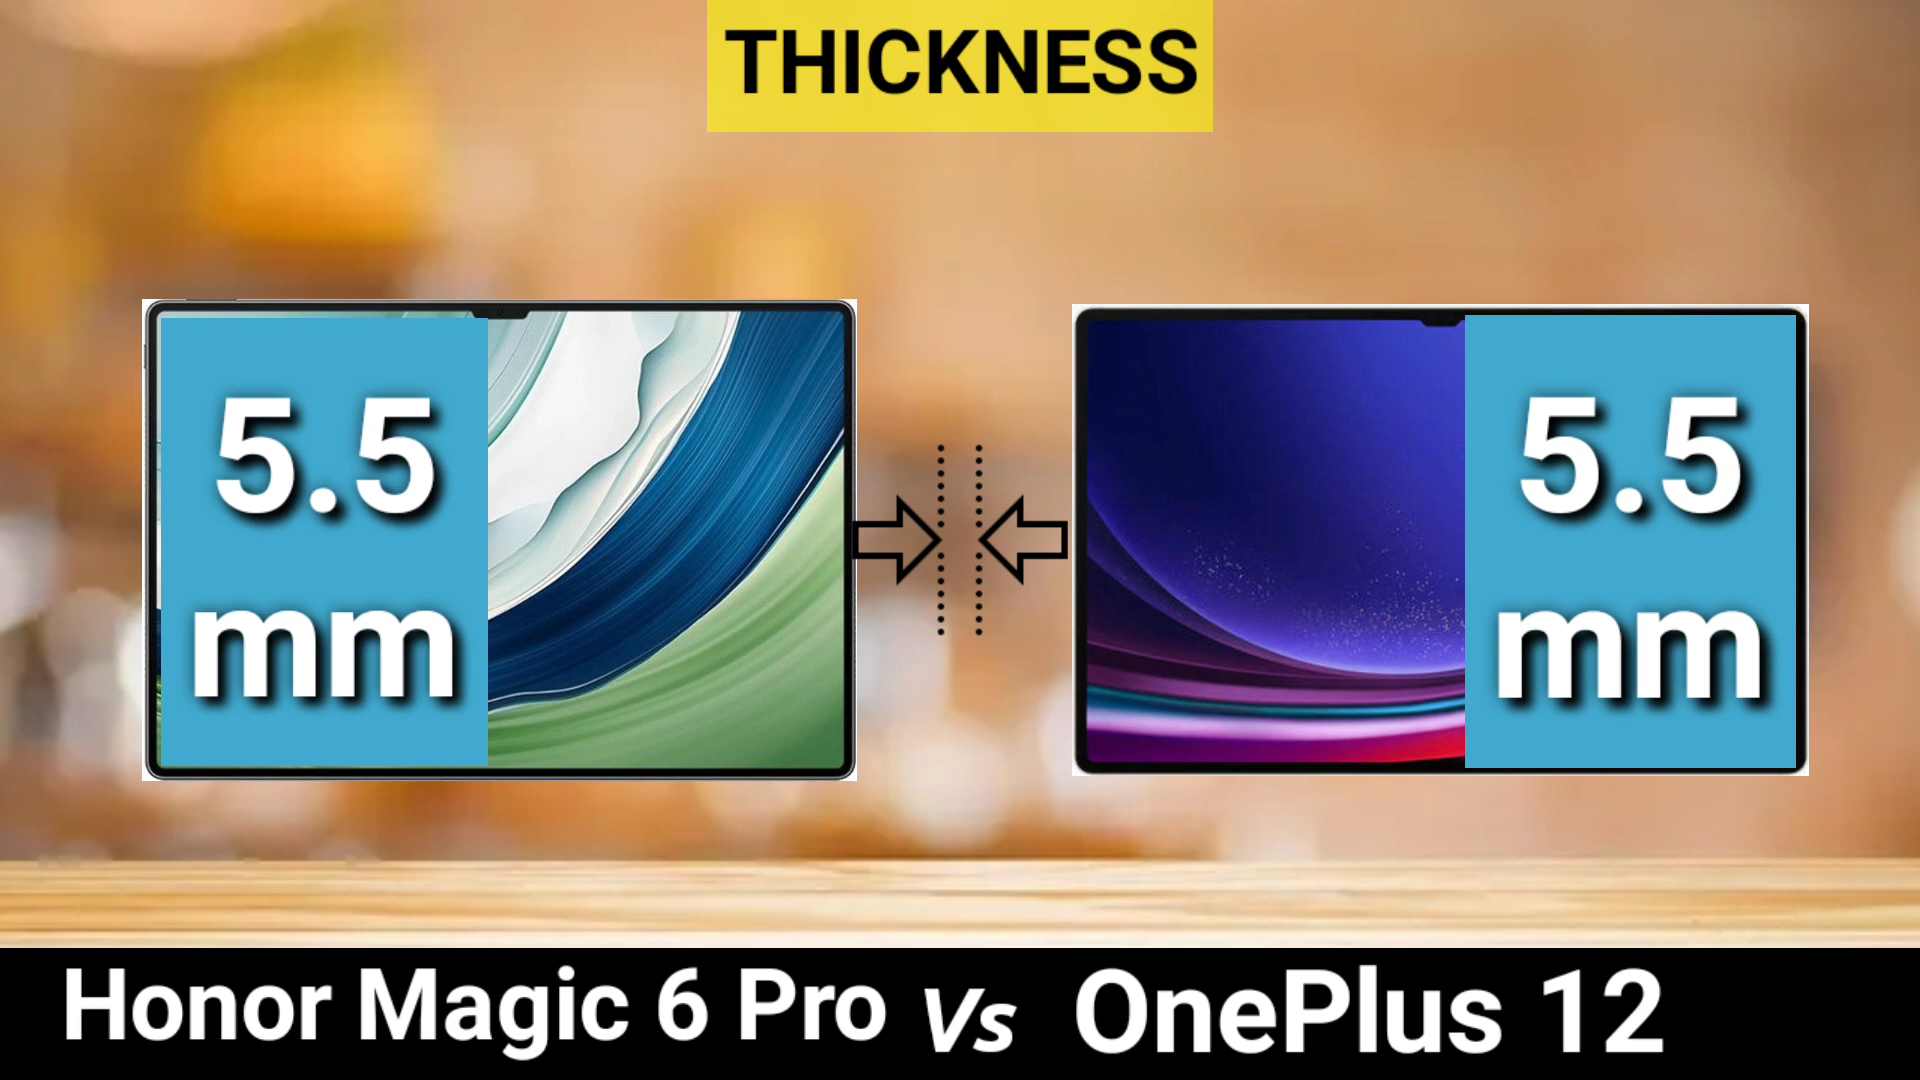 THICKNESS
5.5
mm
5.5
mm
Honor Magic 6 Pro Vs OnePlus 12